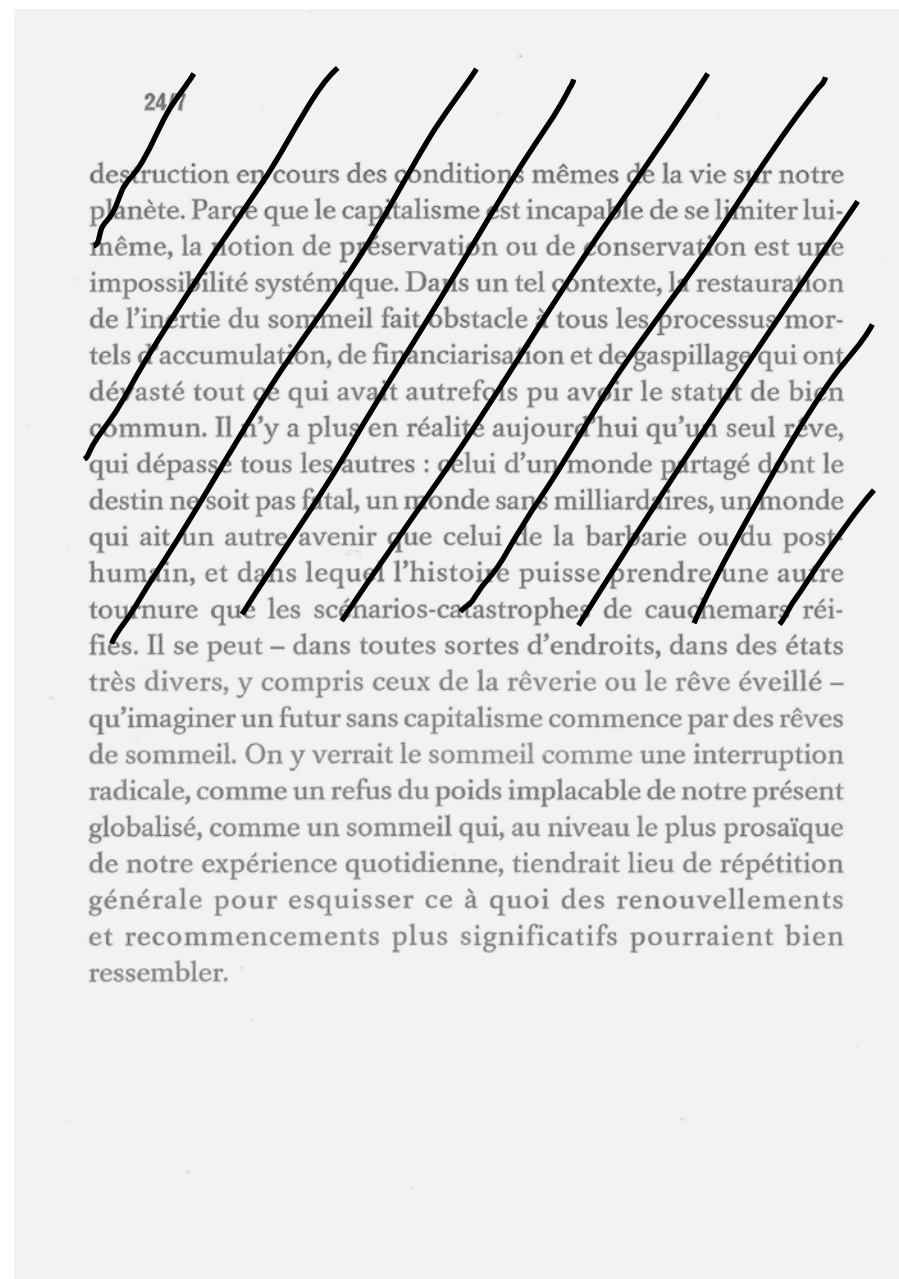 24/7
destruction en cours des conditions mêmes de la vie sur notre
planète. Parce que le capitalisme est incapable de se limiter lui-
même, la notion de préservation ou de conservation est une
impossibilité systémique. Dans un tel contexte, la restauration
de l'inertie du sommeil fait obstacle à tous les processus mor-
tels d'accumulation, de financiarisation et de gaspillage qui ont
dévasté tout ce qui avait autrefois pu avoir le statut de bien
commun. Il n'y a plus en réalité aujourd'hui qu'un seul rêve,
qui dépasse tous les autres : celui d'un monde partagé dont le
destin ne soit pas fatal, un monde sans milliardaires, un monde
qui ait un autre avenir que celui de la barbarie ou du post-
humain, et dans lequel l'histoire puisse prendre une autre
tournure que les scénarios-catastrophes de cauchemars réi-
fiés. Il se peut – dans toutes sortes d'endroits, dans des états
très divers, y compris ceux de la rêverie ou le rêve éveillé –
qu'imaginer un futur sans capitalisme commence par des rêves
de sommeil. On y verrait le sommeil comme une interruption
radicale, comme un refus du poids implacable de notre présent
globalisé, comme un sommeil qui, au niveau le plus prosaïque
de notre expérience quotidienne, tiendrait lieu de répétition
générale pour esquisser ce à quoi des renouvellements
et recommencements plus significatifs pourraient bien
ressembler.